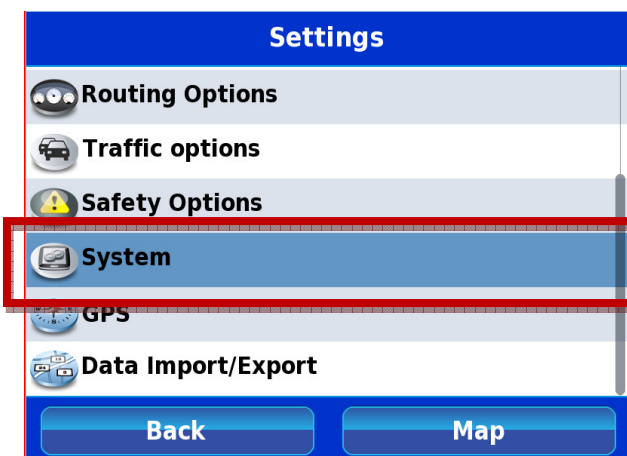 Settings
Routing Options
Traffic options
Safety Options
System
GPS
Data Import/Export
Back
Map